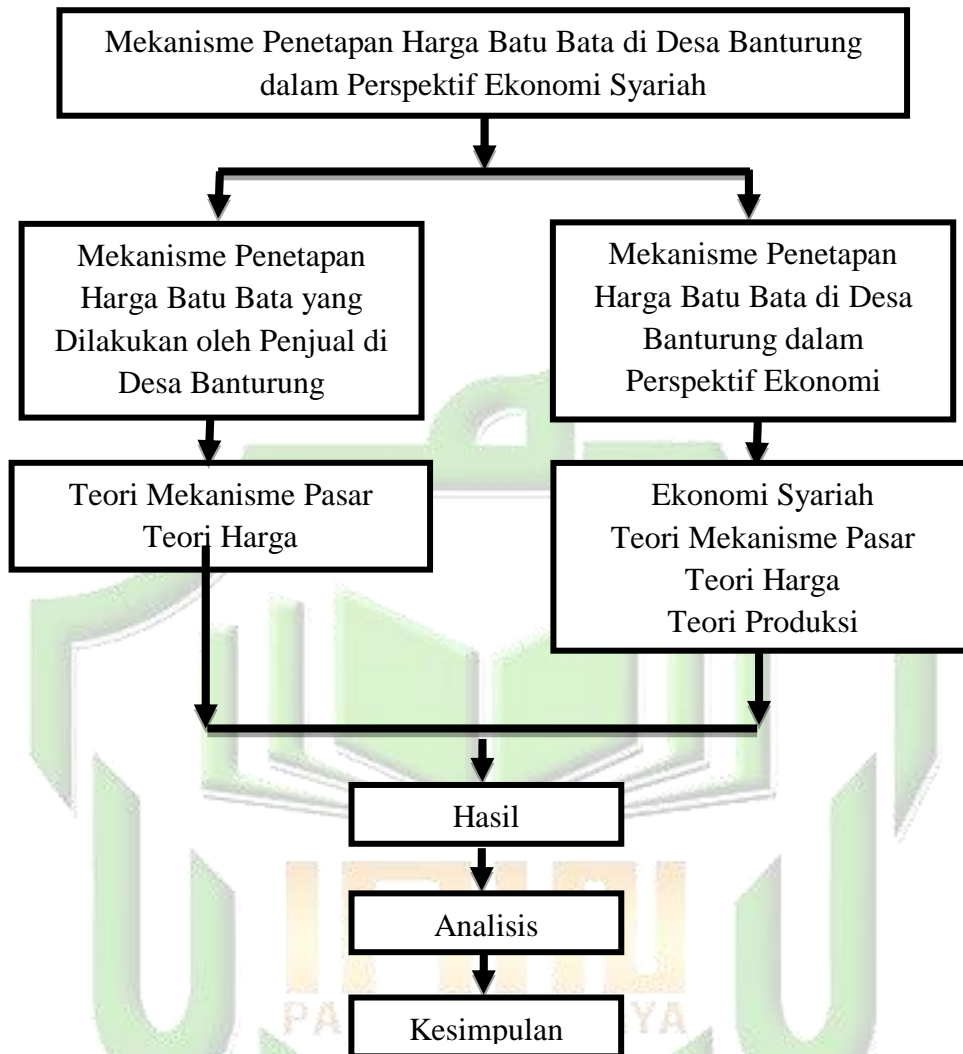 Mekanisme Penetapan Harga Batu Bata di Desa Banturung
dalam Perspektif Ekonomi Syariah
Mekanisme Penetapan
Harga Batu Bata yang
Dilakukan oleh Penjual di
Desa Banturung
Mekanisme Penetapan
Harga Batu Bata di Desa
Banturung dalam
Perspektif Ekonomi
Teori Mekanisme Pasar
Teori Harga
Ekonomi Syariah
Teori Mekanisme Pasar
Teori Harga
Teori Produksi
Hasil
Analisis
Kesimpulan